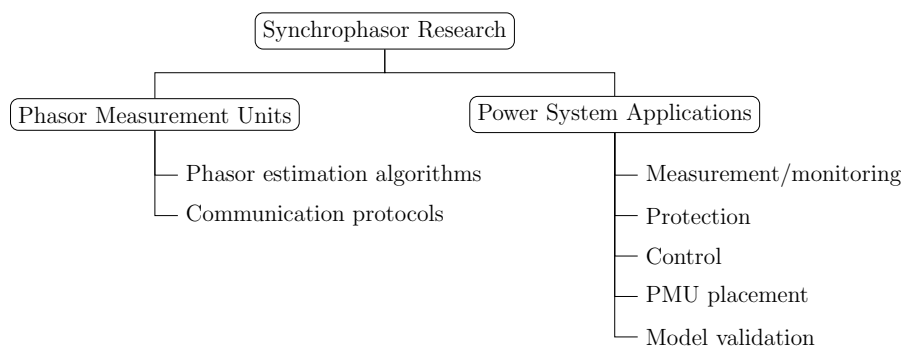 Synchrophasor Research
Phasor Measurement Units
Power System Applications
Phasor estimation algorithms
Communication protocols
Measurement/monitoring
Protection
Control
PMU placement
Model validation